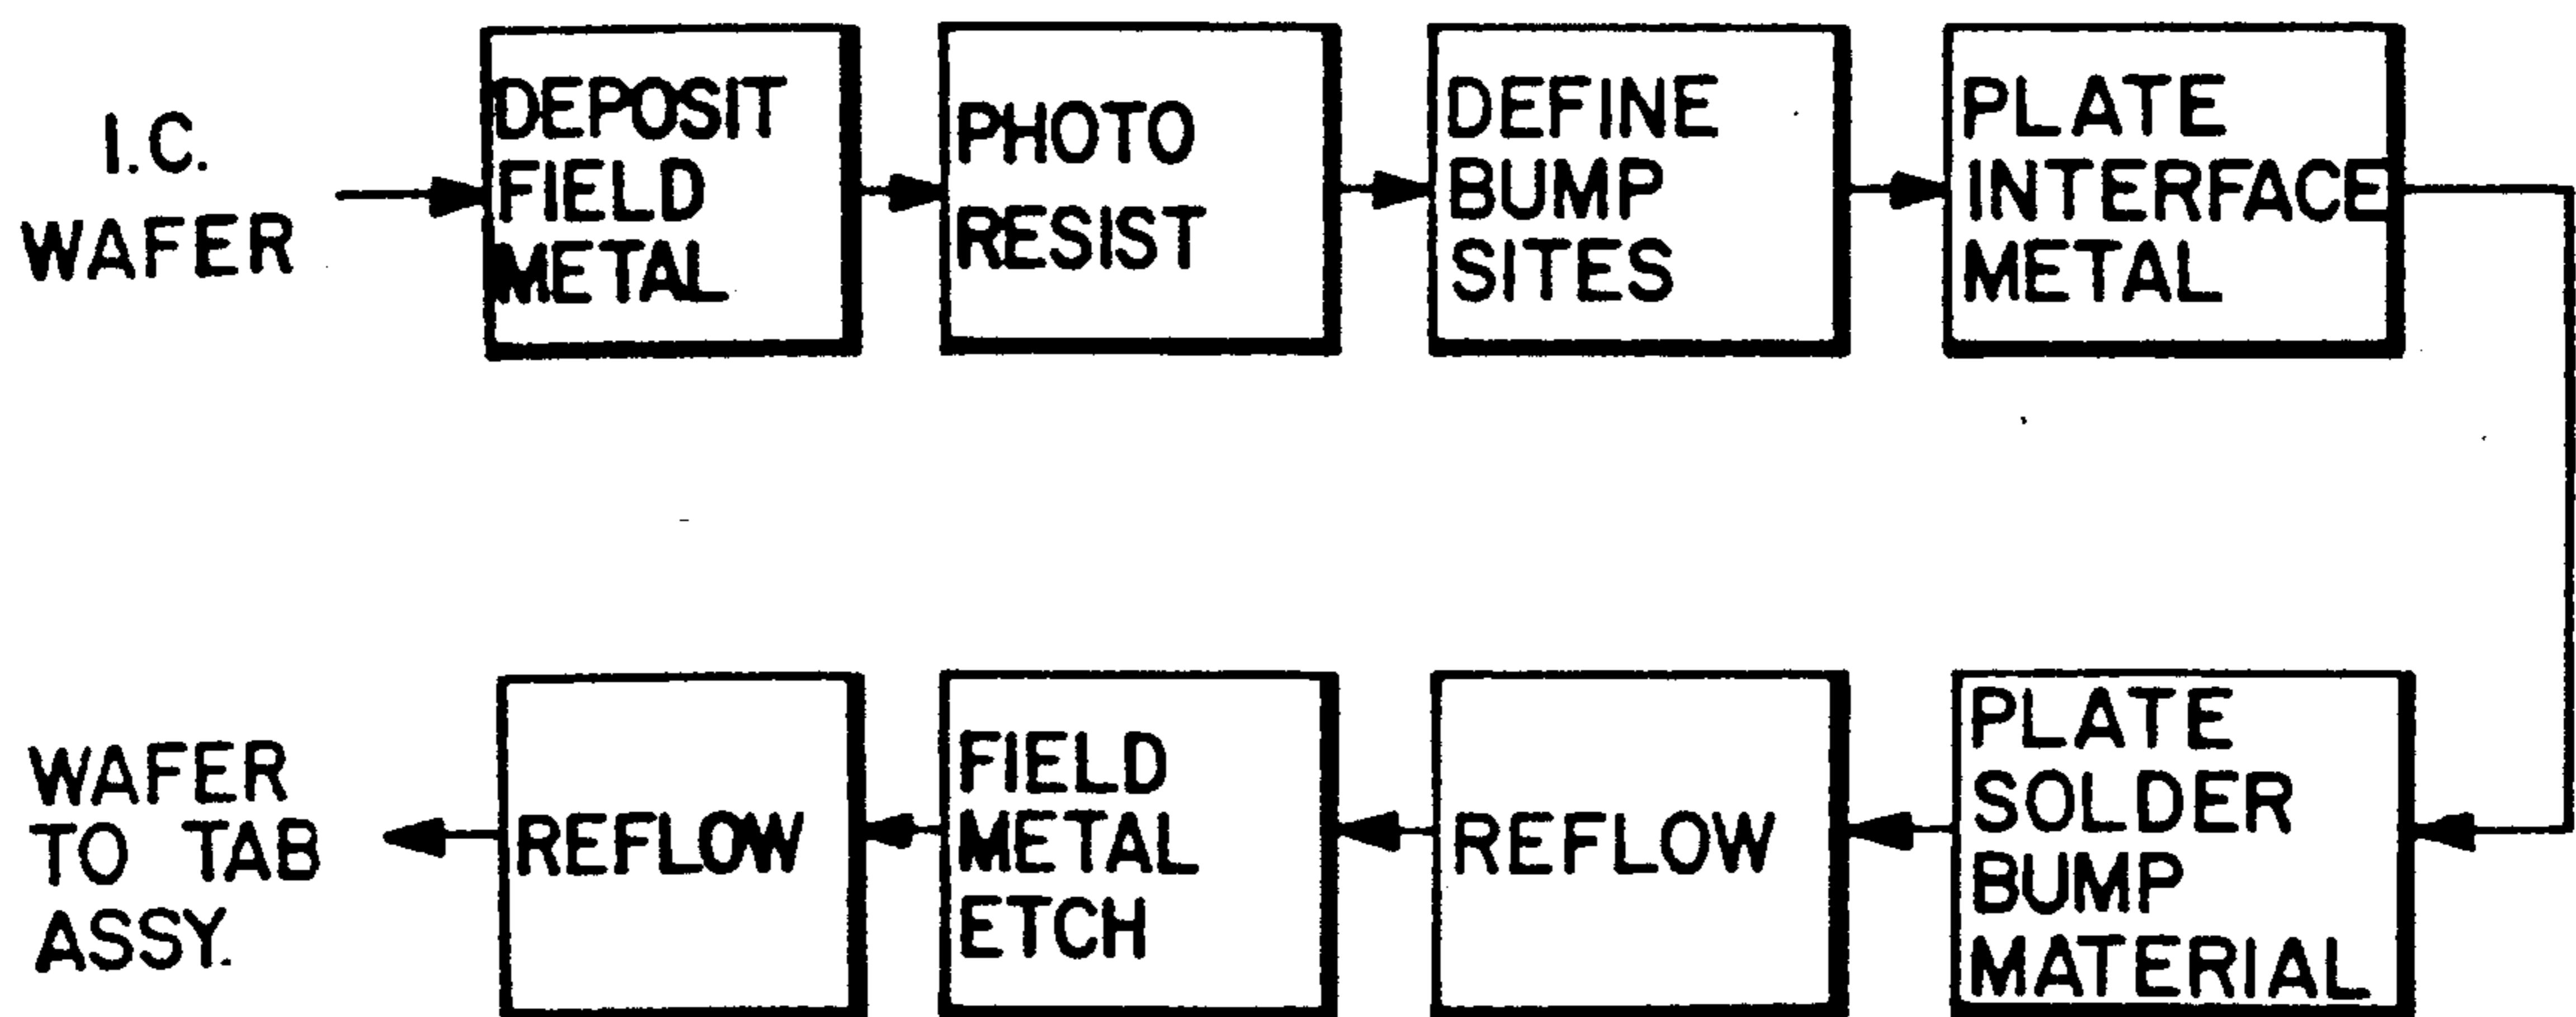 I.C.
WAFER
DEPOSIT
FIELD
METAL
PHOTO
RESIST
DEFINE
BUMP
SITES
PLATE
INTERFACE
METAL
PLATE
SOLDER
BUMP
MATERIAL
REFLOW
FIELD
METAL
ETCH
REFLOW
WAFER
TO TAB
ASSY.